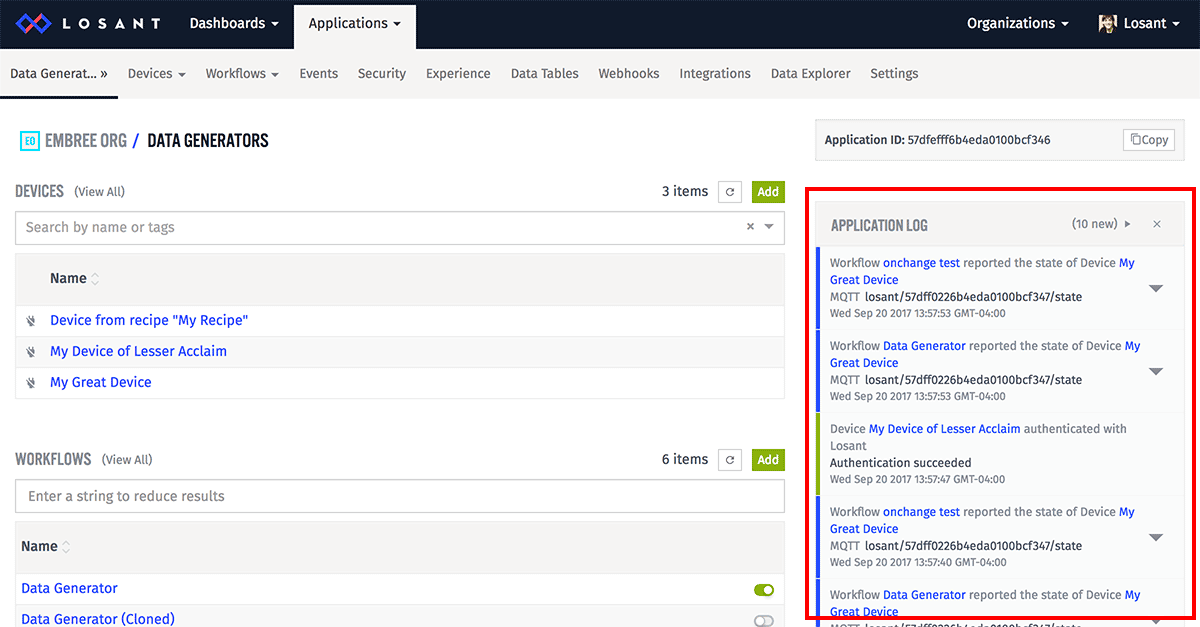 LOSANT
Dashboards
Applications
Organizations
Losant
Data Generat... »
Devices
Workflows
Events
Security
Experience
Data Tables
Webhooks
Integrations
Data Explorer
Settings
EO EMBREE ORG / DATA GENERATORS
Application ID: 57dfefff6b4eda0100bcf346
Copy
DEVICES (View All)
3 items
Add
Search by name or tags
Name
Device from recipe "My Recipe"
My Device of Lesser Acclaim
My Great Device
WORKFLOWS (View All)
6 items
Add
Enter a string to reduce results
Name
Data Generator
Data Generator (Cloned)
APPLICATION LOG
(10 new)
Workflow onchange test reported the state of Device My
Great Device
MQTT losant/57dff0226b4eda0100bcf347/state
Wed Sep 20 2017 13:57:53 GMT-04:00
Workflow Data Generator reported the state of Device My
Great Device
MQTT losant/57dff0226b4eda0100bcf347/state
Wed Sep 20 2017 13:57:53 GMT-04:00
Device My Device of Lesser Acclaim authenticated with
Losant
Authentication succeeded
Wed Sep 20 2017 13:57:47 GMT-04:00
Workflow onchange test reported the state of Device My
Great Device
MQTT losant/57dff0226b4eda0100bcf347/state
Wed Sep 20 2017 13:57:40 GMT-04:00
Workflow Data Generator reported the state of Device My
Great Device